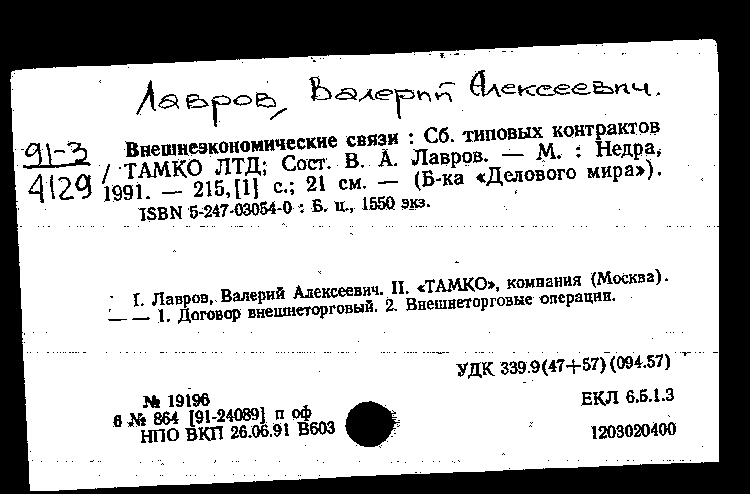 Лавров, Валерий Алексеевич.
91-3
4129
Внешнеэкономические связи : Сб. типовых контрактов
/ ТАМКО ЛТД; Сост. В. А. Лавров. — М. : Недра,
1991. — 215,[1] с.; 21 см. — (Б-ка «Делового мира»).
ISBN 5-247-03054-0 : Б. ц., 1550 экз.
I. Лавров, Валерий Алексеевич. II. «ТАМКО», компания (Москва).
— — 1. Договор внешнеторговый. 2. Внешнеторговые операции.
УДК 339.9(47+57)(094.57)
№ 19196
6 № 864 [91-24089] п оф
НПО ВКП 26.06.91 В603
ЕКЛ 6.5.1.3
1203020400